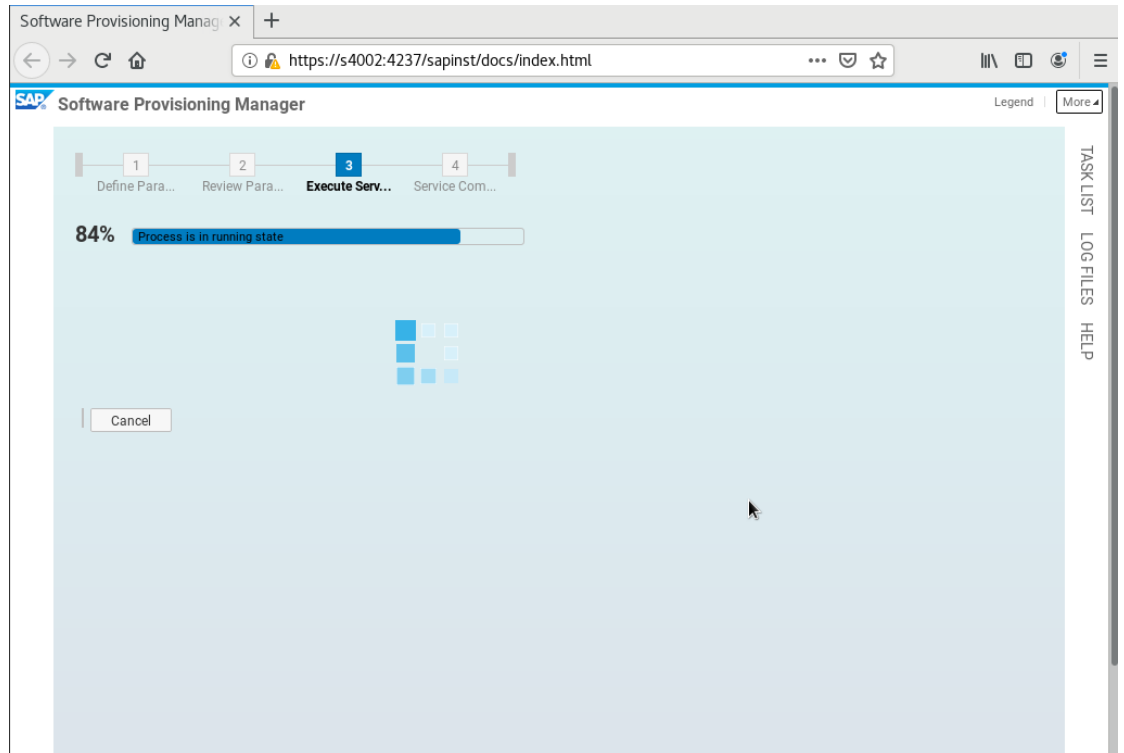 Software Provisioning Manag
https://s4002:4237/sapinst/docs/index.html
SAP Software Provisioning Manager
Legend
More
1 2 3 4
Define Para... Review Para... Execute Serv... Service Com...
84% Process is in running state
Cancel
TASK LIST
LOG FILES
HELP